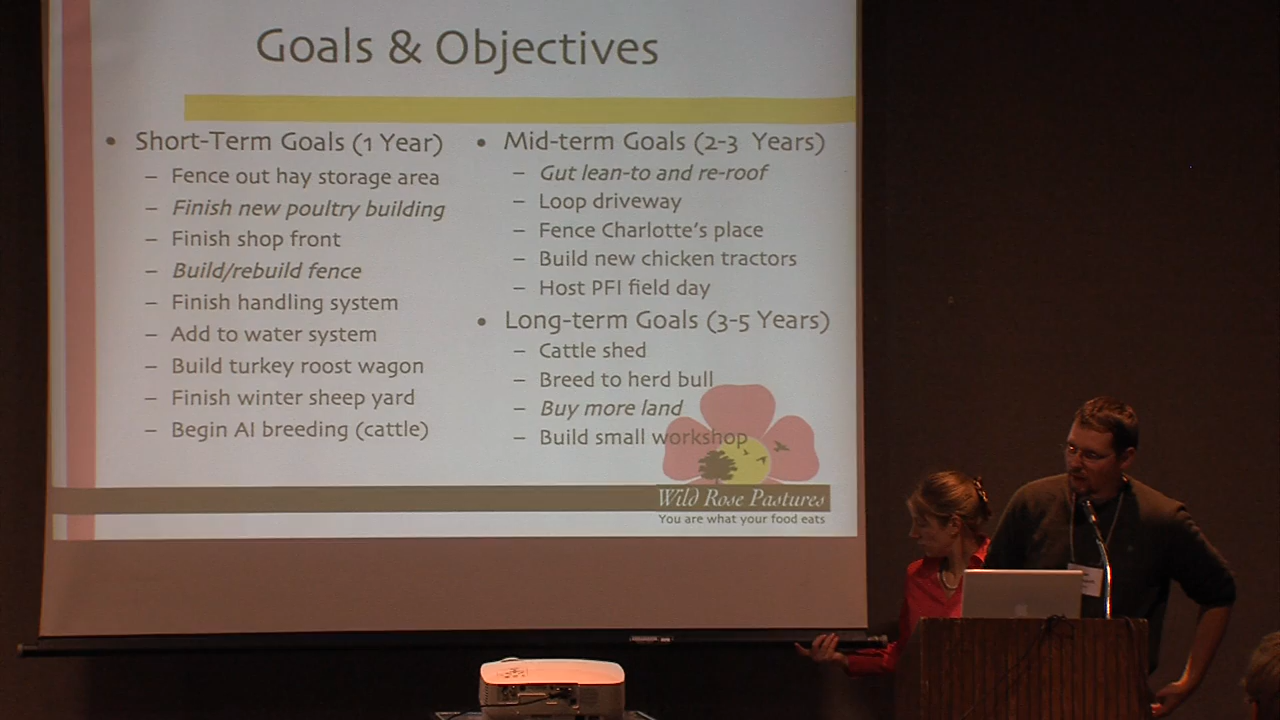 Goals & Objectives
• Short-Term Goals (1 Year)
– Fence out hay storage area
– Finish new poultry building
– Finish shop front
– Build/rebuild fence
– Finish handling system
– Add to water system
– Build turkey roost wagon
– Finish winter sheep yard
– Begin AI breeding (cattle)
• Mid-term Goals (2-3 Years)
– Gut lean-to and re-roof
– Loop driveway
– Fence Charlotte's place
– Build new chicken tractors
– Host PFI field day
• Long-term Goals (3-5 Years)
– Cattle shed
– Breed to herd bull
– Buy more land
– Build small workshop
Wild Rose Pastures
You are what your food eats